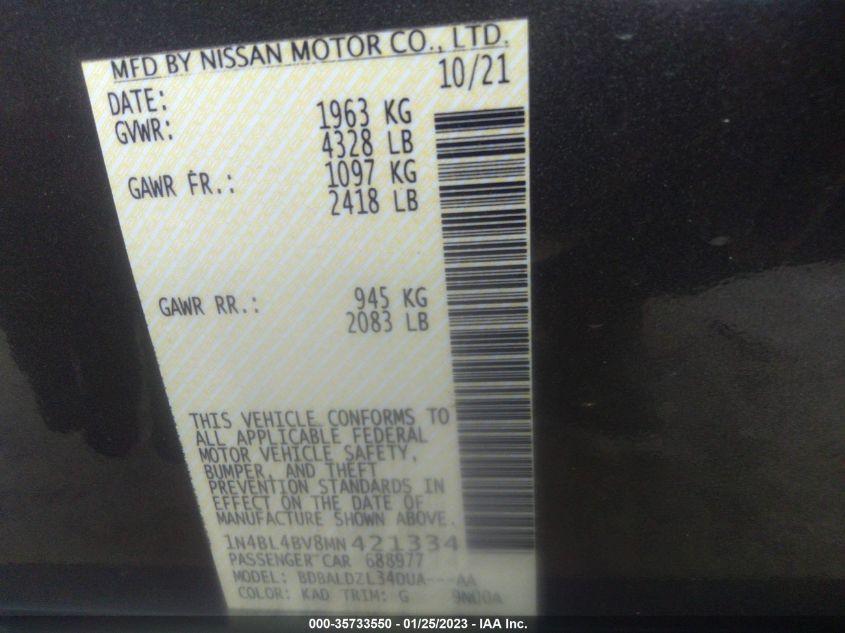 MFD BY NISSAN MOTOR CO., LTD.
DATE: 10/21
GVWR: 1963 KG
4328 LB
GAWR FR.: 1097 KG
2418 LB
GAWR RR.: 945 KG
2083 LB
THIS VEHICLE CONFORMS TO
ALL APPLICABLE FEDERAL
MOTOR VEHICLE SAFETY,
BUMPER, AND THEFT
PREVENTION STANDARDS IN
EFFECT ON THE DATE OF
MANUFACTURE SHOWN ABOVE.
1N4BL4BV8MN421334
PASSENGER CAR 688977
MODEL: BDBALDZL34DUA----AA
COLOR: KAD TRIM: G 9N00A
000-35733550 - 01/25/2023 - IAA Inc.